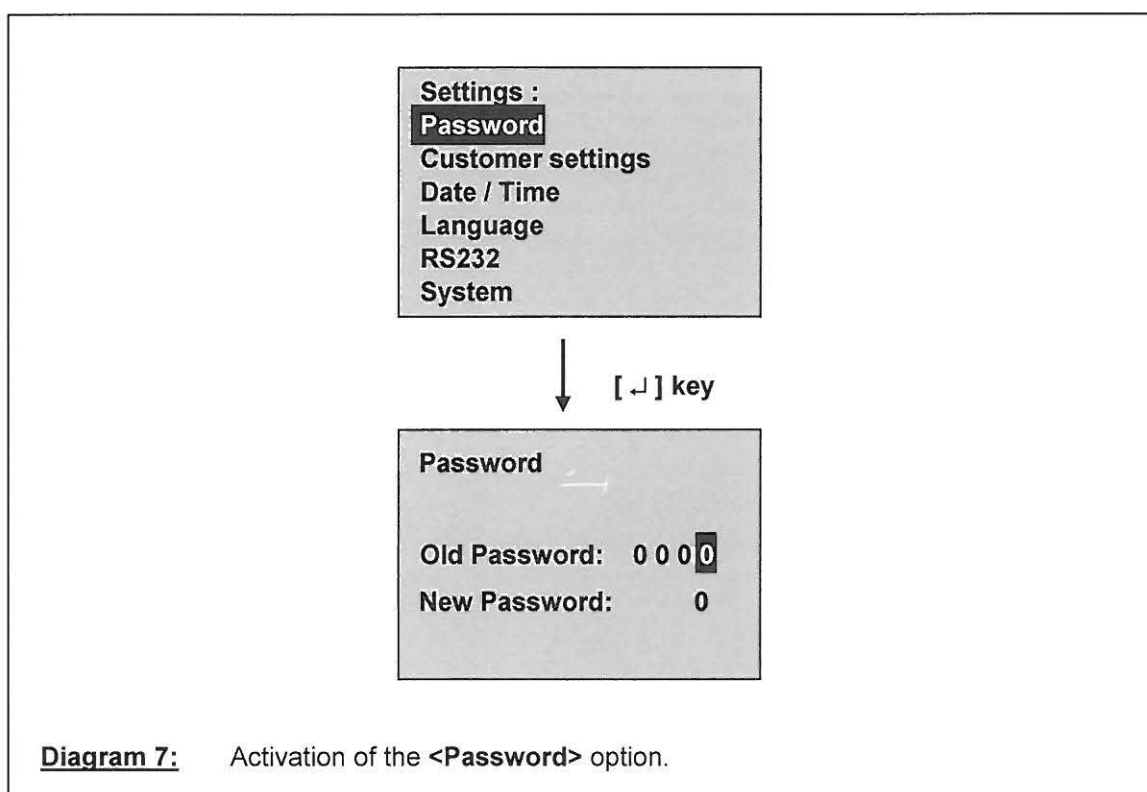 Settings :
Password
Customer settings
Date / Time
Language
RS232
System
[ ↵ ] key
Password
Old Password: 0 0 0 0
New Password: 0
Diagram 7: Activation of the <Password> option.